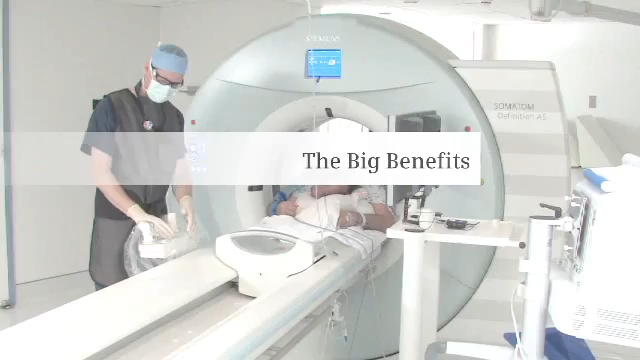 SIEMENS
The Big Benefits
SOMATOM
Definition AS